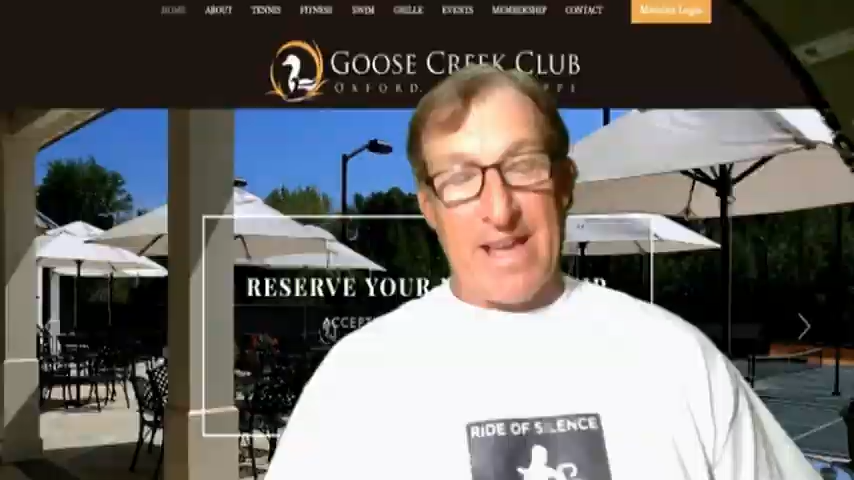 HOME ABOUT TENNIS FITNESS SWIM GRILLE EVENTS MEMBERSHIP CONTACT Member Login
GOOSE CREEK CLUB
OXFORD,
RESERVE YOUR
RIDE OF SILENCE